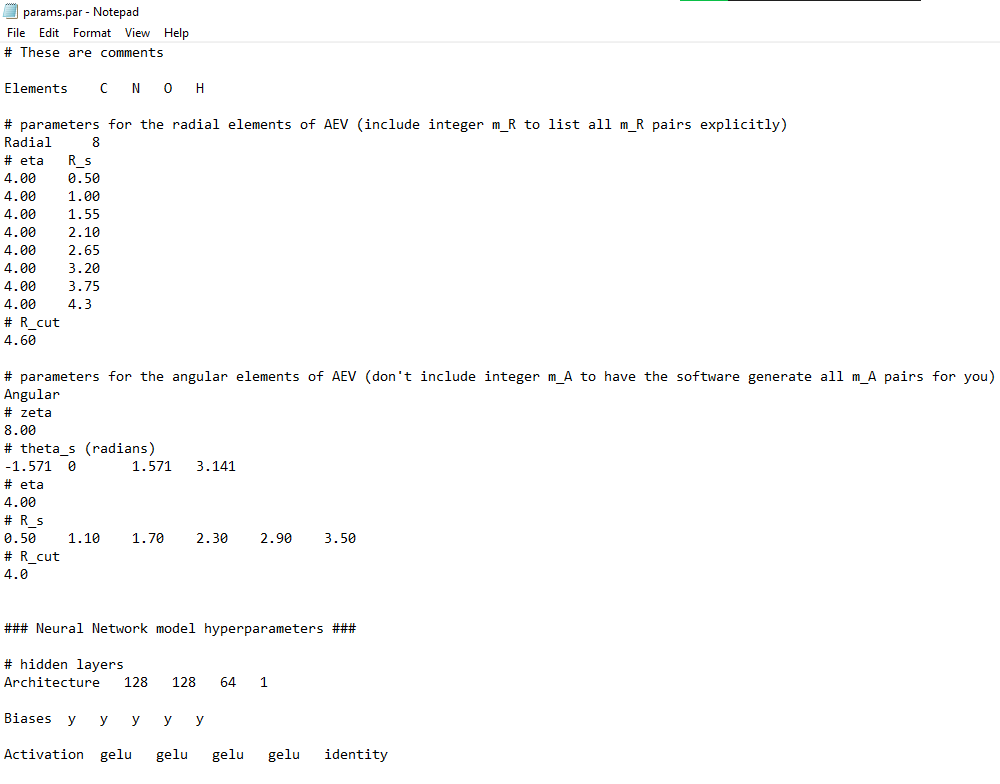 params.par - Notepad
File Edit Format View Help
# These are comments
Elements C N O H
# parameters for the radial elements of AEV (include integer m_R to list all m_R pairs explicitly)
Radial 8
# eta R_s
4.00 0.50
4.00 1.00
4.00 1.55
4.00 2.10
4.00 2.65
4.00 3.20
4.00 3.75
4.00 4.3
# R_cut
4.60
# parameters for the angular elements of AEV (don't include integer m_A to have the software generate all m_A pairs for you)
Angular
# zeta
8.00
# theta_s (radians)
-1.571 0 1.571 3.141
# eta
4.00
# R_s
0.50 1.10 1.70 2.30 2.90 3.50
# R_cut
4.0
### Neural Network model hyperparameters ###
# hidden layers
Architecture 128 128 64 1
Biases y y y y y
Activation gelu gelu gelu gelu identity